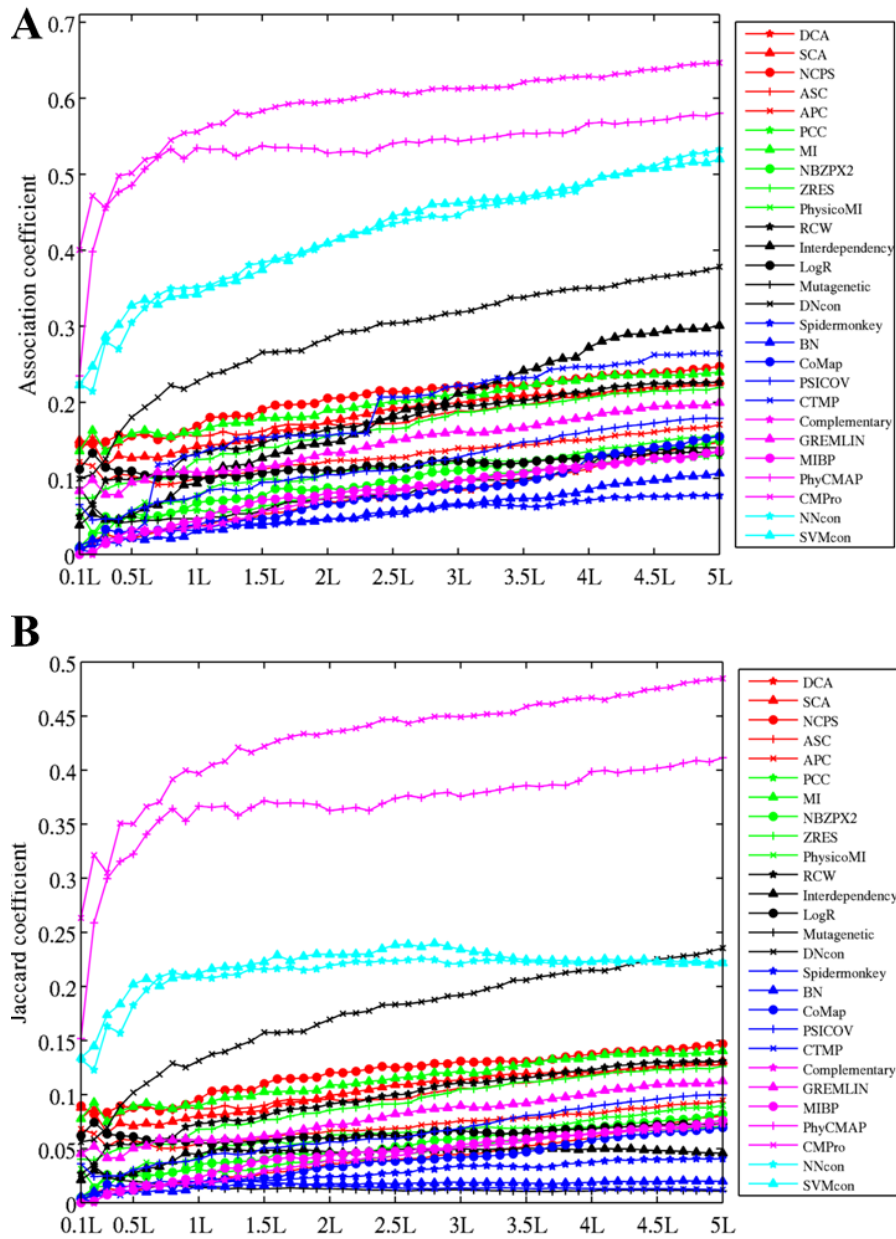 A
Association coefficient
0.7
0.6
0.5
0.4
0.3
0.2
0.1
0
0.1L 0.5L 1L 1.5L 2L 2.5L 3L 3.5L 4L 4.5L 5L
DCA
SCA
NCPS
ASC
APC
PCC
MI
NBZPX2
ZRES
PhysicoMI
RCW
Interdependency
LogR
Mutagenetic
DNcon
Spidermonkey
BN
CoMap
PSICOV
CTMP
Complementary
GREMLIN
MIBP
PhyCMAP
CMPro
NNcon
SVMcon
B
Jaccard coefficient
0.5
0.45
0.4
0.35
0.3
0.25
0.2
0.15
0.1
0.05
0
0.1L 0.5L 1L 1.5L 2L 2.5L 3L 3.5L 4L 4.5L 5L
DCA
SCA
NCPS
ASC
APC
PCC
MI
NBZPX2
ZRES
PhysicoMI
RCW
Interdependency
LogR
Mutagenetic
DNcon
Spidermonkey
BN
CoMap
PSICOV
CTMP
Complementary
GREMLIN
MIBP
PhyCMAP
CMPro
NNcon
SVMcon